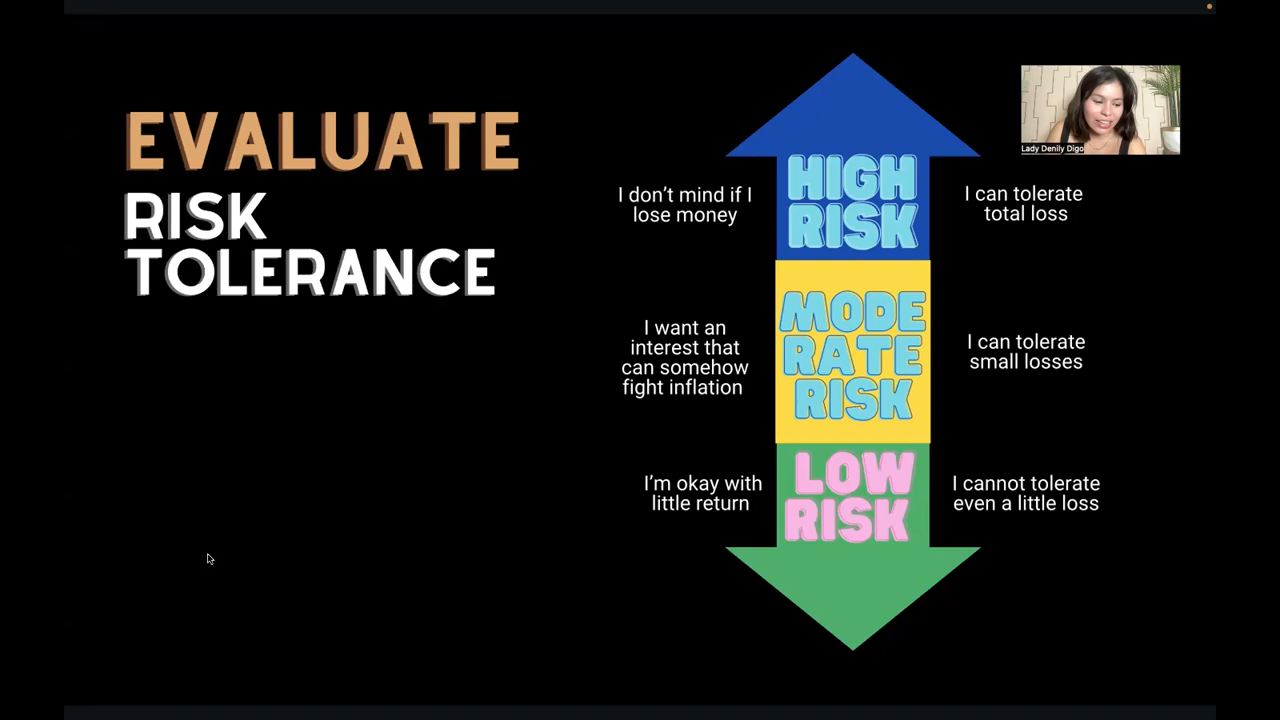 EVALUATE
RISK
TOLERANCE
Lady Denily Digo
I don’t mind if I
lose money
HIGH
RISK
I can tolerate
total loss
I want an
interest that
can somehow
fight inflation
MODE
RATE
RISK
I can tolerate
small losses
I’m okay with
little return
LOW
RISK
I cannot tolerate
even a little loss